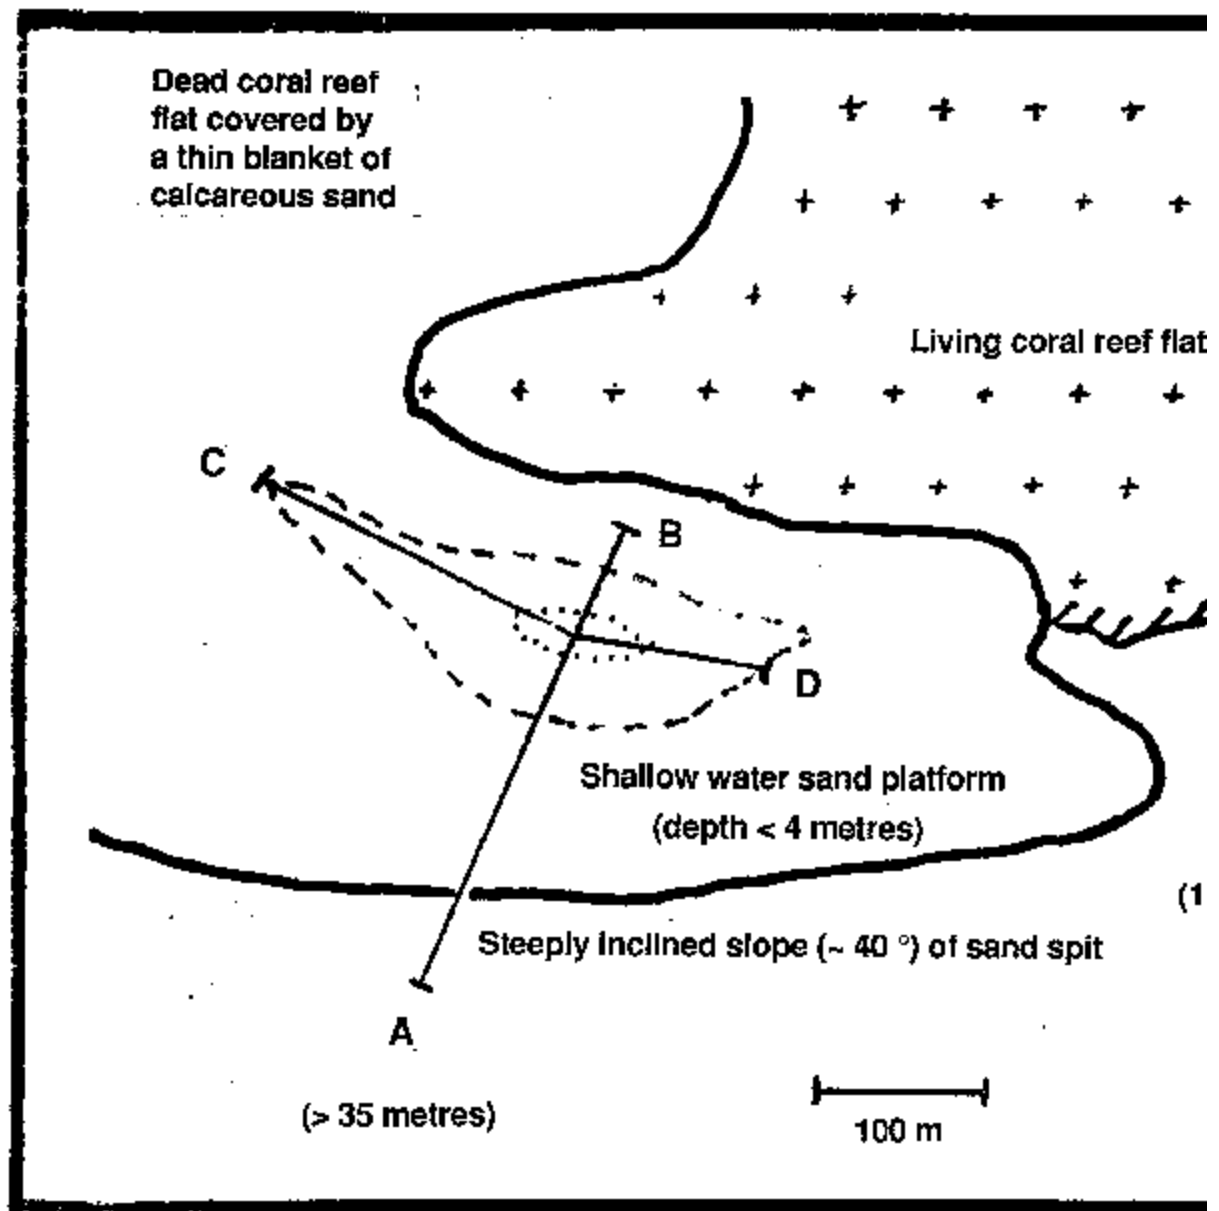 Dead coral reef
flat covered by
a thin blanket of
calcareous sand
Living coral reef flat
C
B
D
Shallow water sand platform
(depth < 4 metres)
(1
Steeply inclined slope (~ 40 °) of sand spit
A
(> 35 metres)
100 m